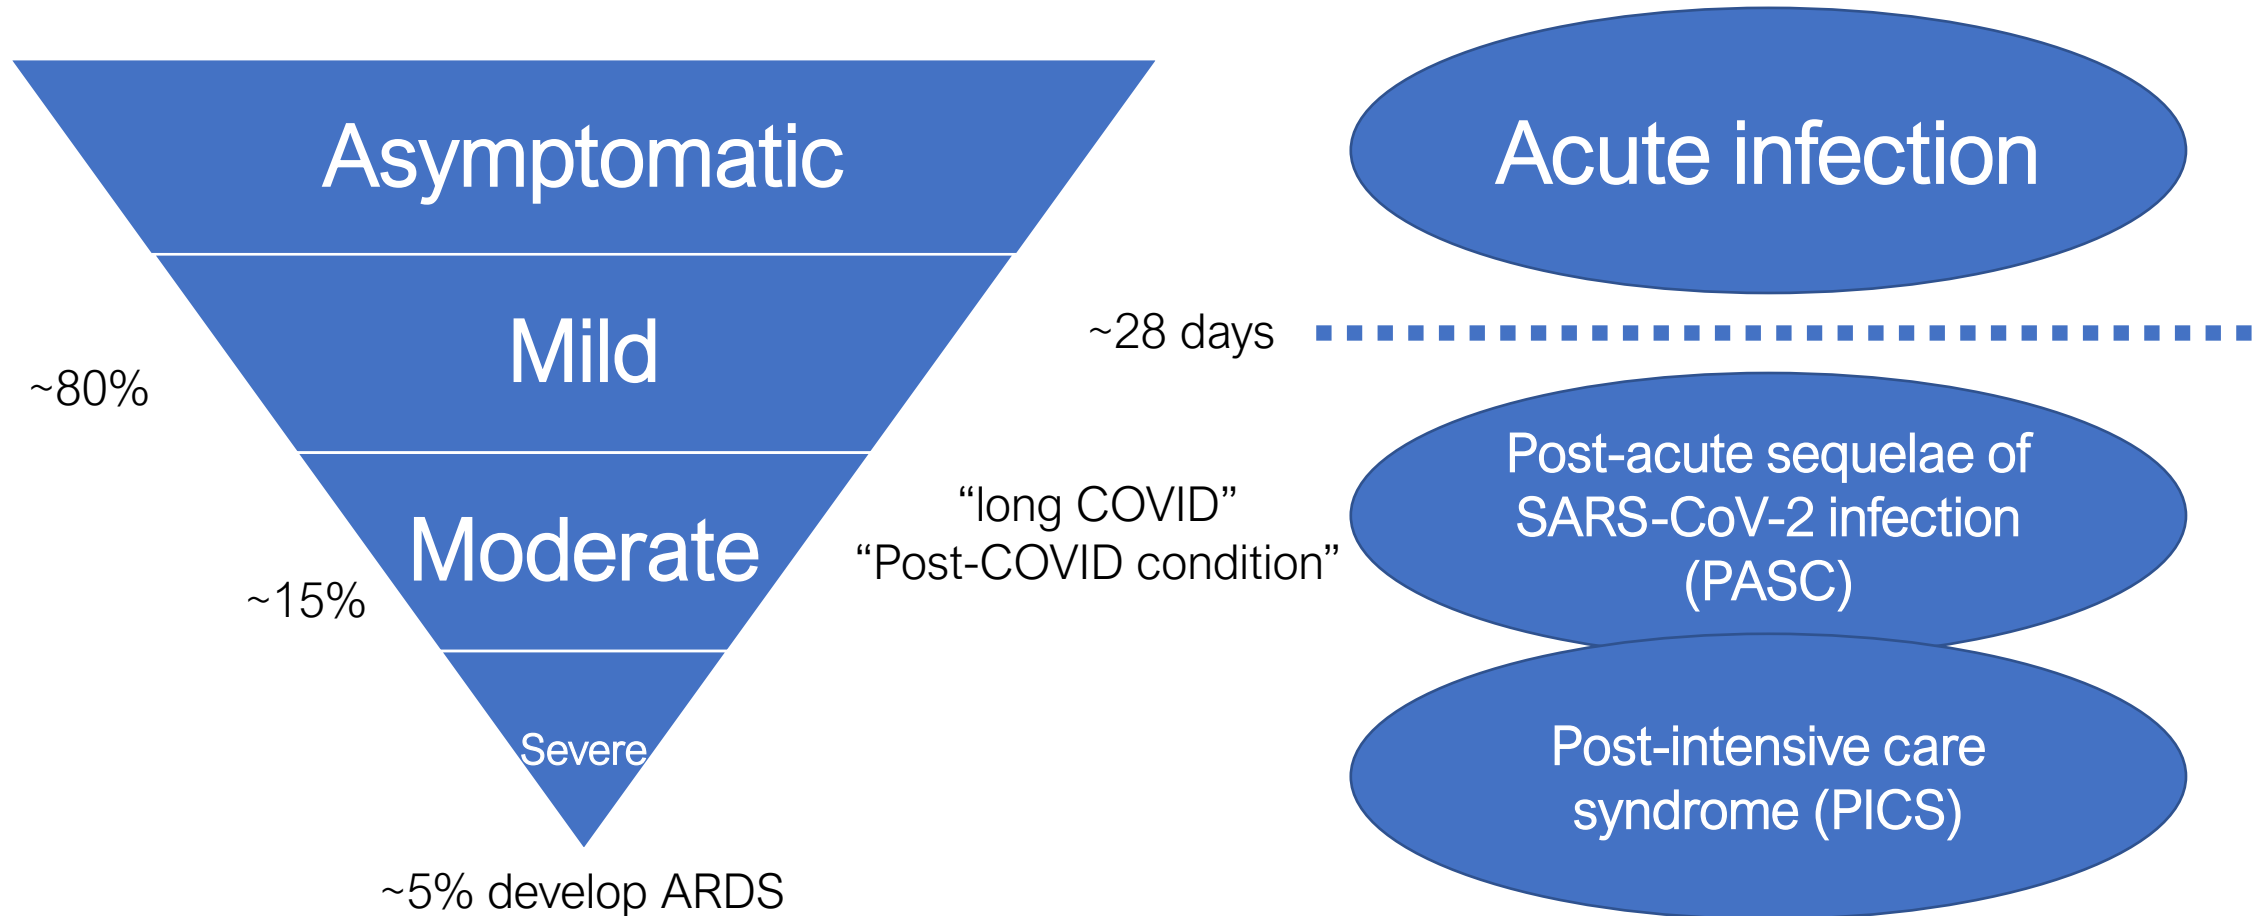 Asymptomatic
Mild
~80%
Moderate
~15%
Severe
~5% develop ARDS
Acute infection
~28 days
“long COVID”
“Post-COVID condition”
Post-acute sequelae of
SARS-CoV-2 infection
(PASC)
Post-intensive care
syndrome (PICS)